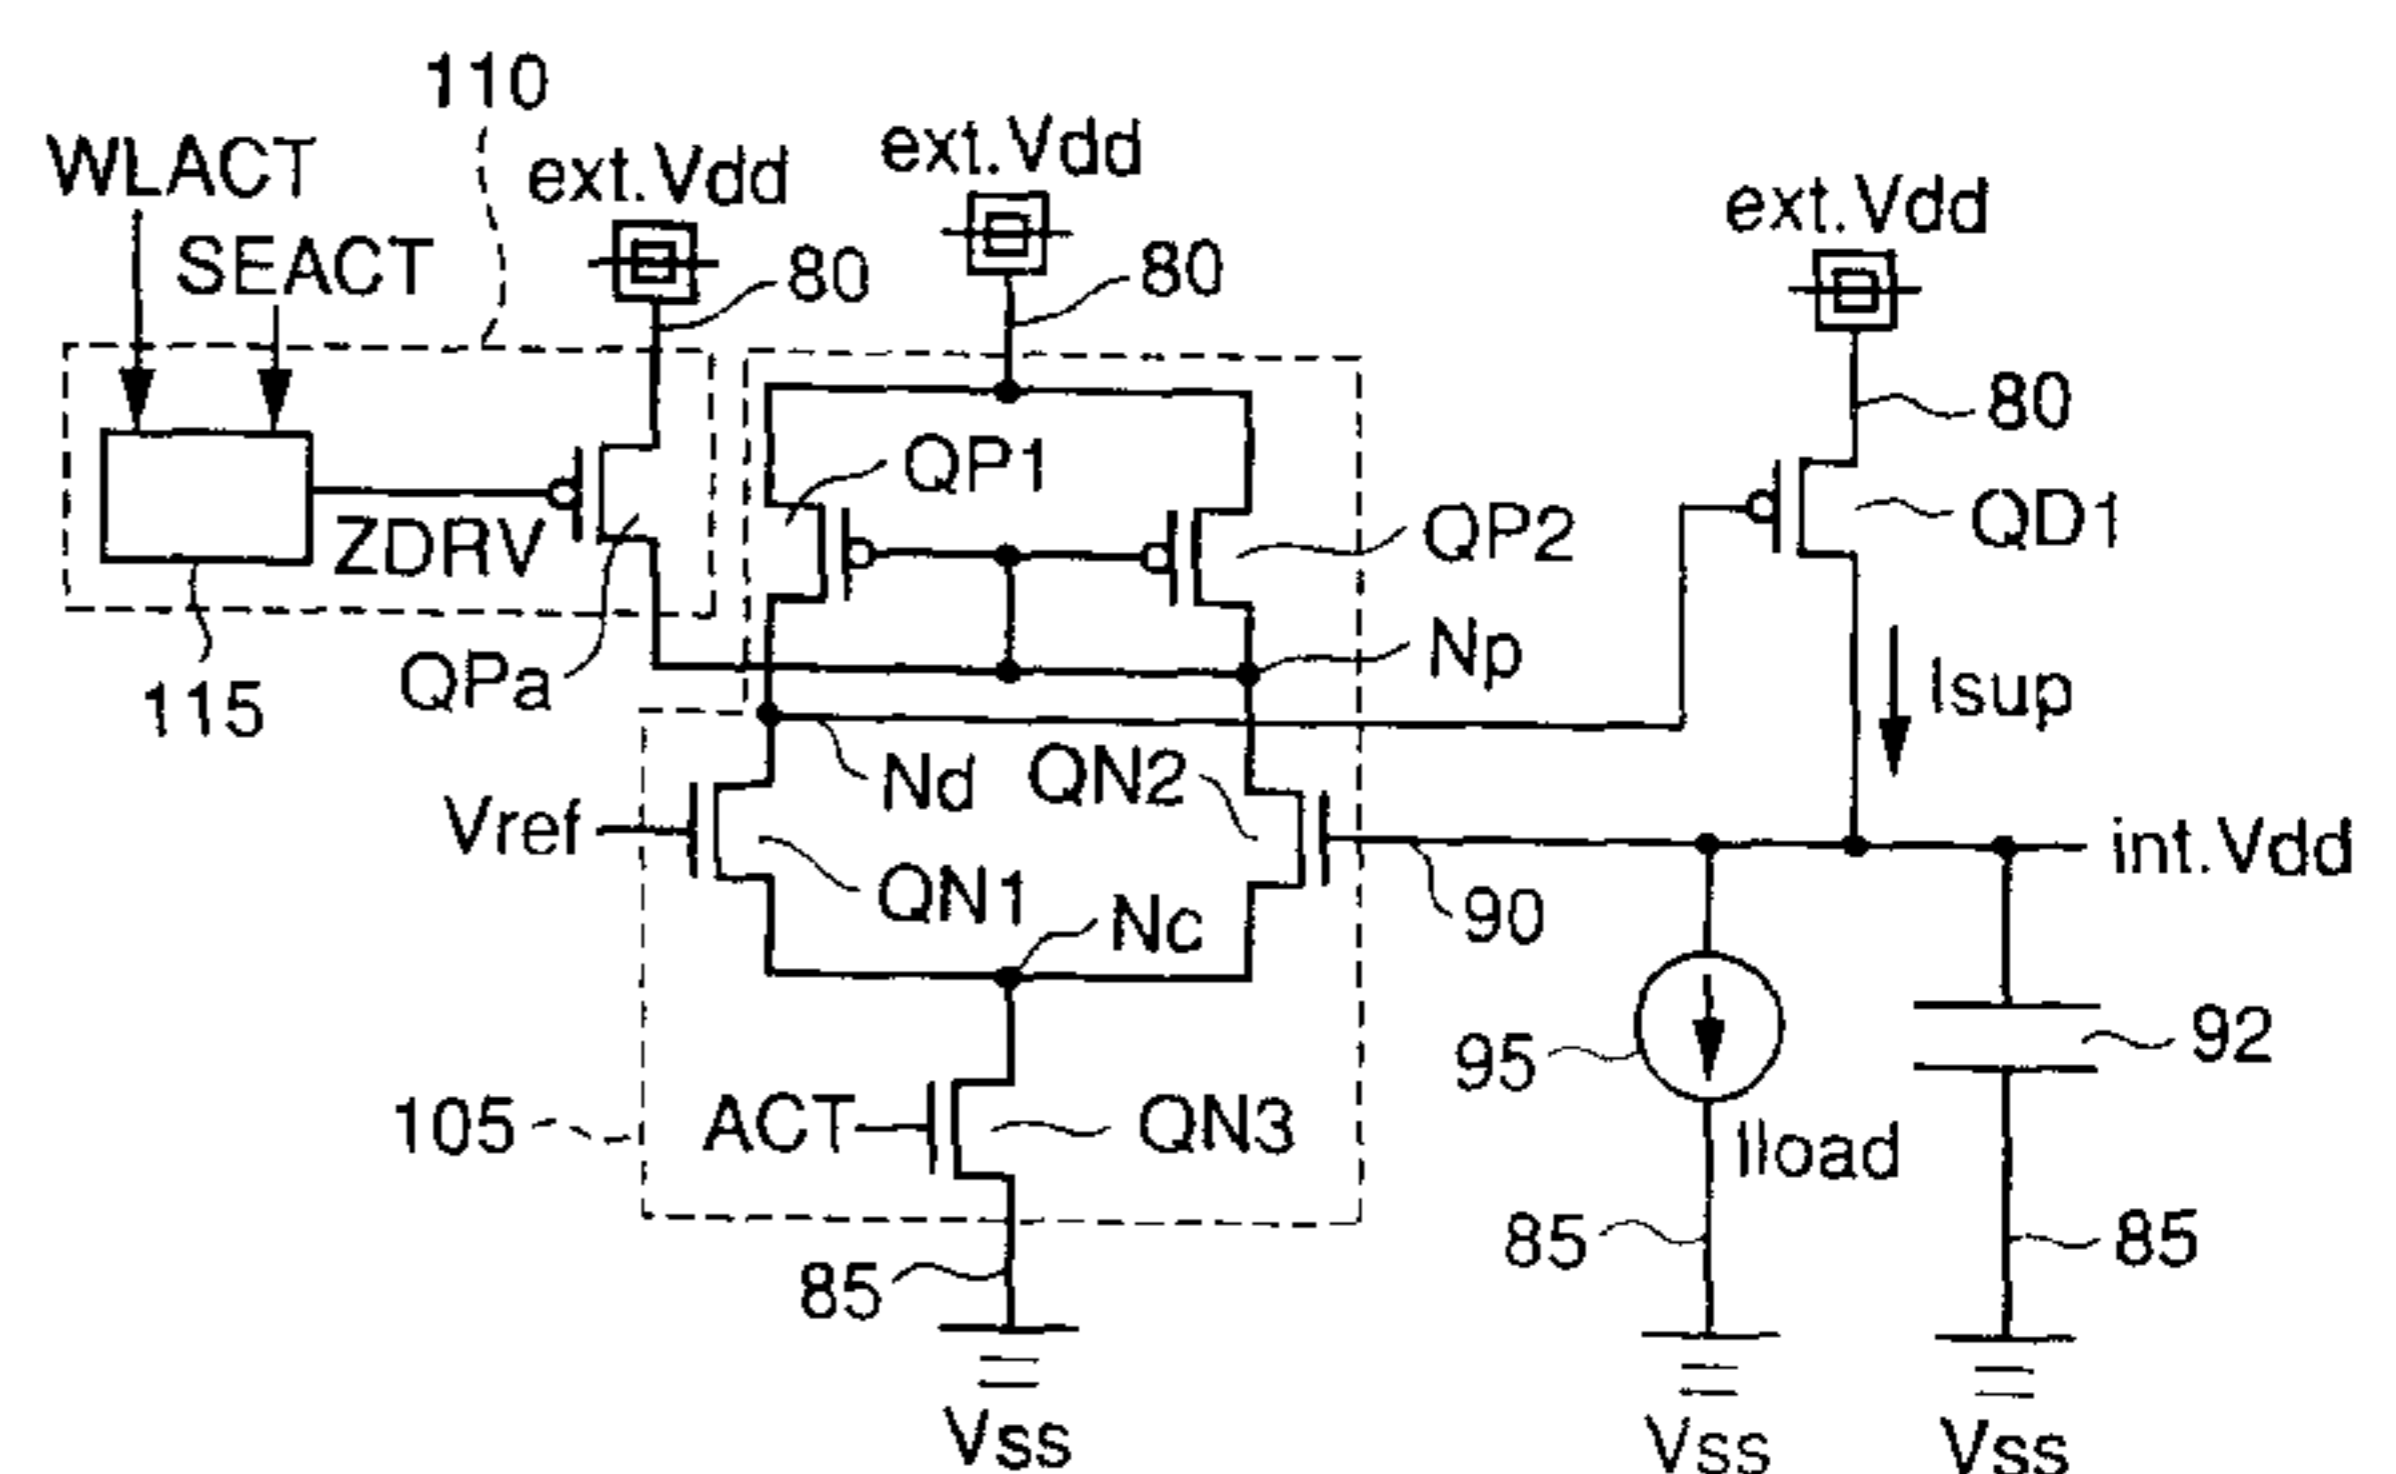 110
WLACT
ext.Vdd
ext.Vdd
ext.Vdd
SEACT
80
80
80
QP1
QP2
QD1
ZDRV
Np
QPa
115
Isup
Nd
QN2
Vref
int.Vdd
QN1
Nc
90
95
92
105
ACT
QN3
Iload
85
85
85
Vss
Vss
Vss